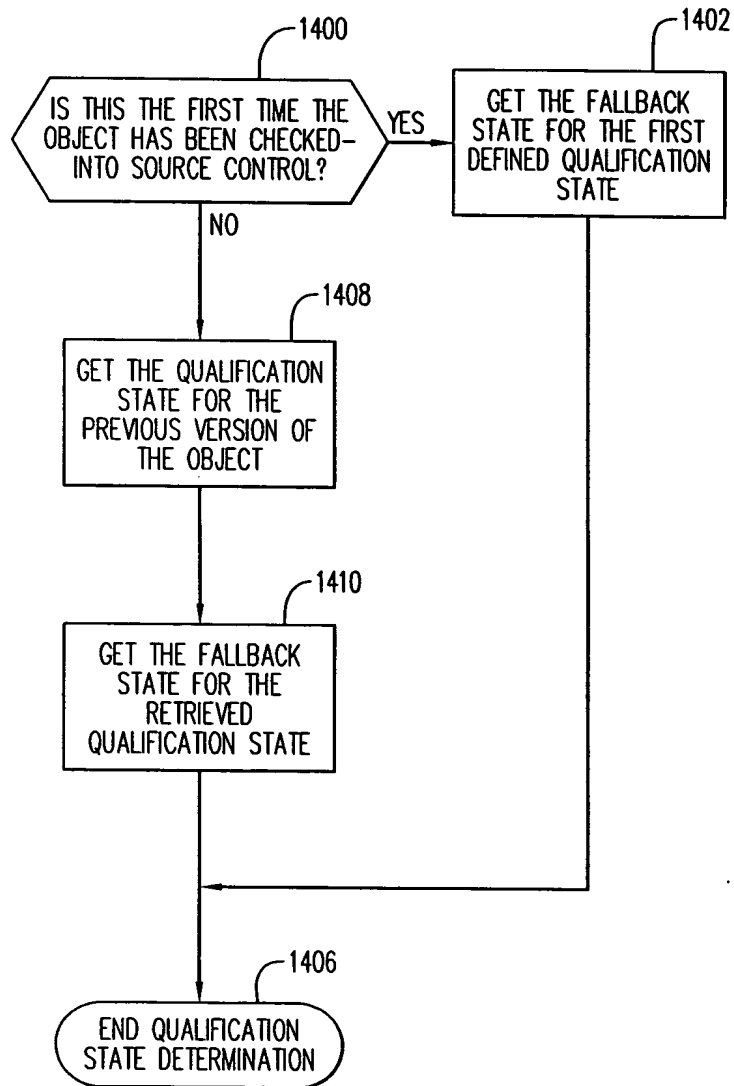 1400
IS THIS THE FIRST TIME THE
OBJECT HAS BEEN CHECKED-
INTO SOURCE CONTROL?
YES
1402
GET THE FALLBACK
STATE FOR THE FIRST
DEFINED QUALIFICATION
STATE
NO
1408
GET THE QUALIFICATION
STATE FOR THE
PREVIOUS VERSION OF
THE OBJECT
1410
GET THE FALLBACK
STATE FOR THE
RETRIEVED
QUALIFICATION STATE
1406
END QUALIFICATION
STATE DETERMINATION